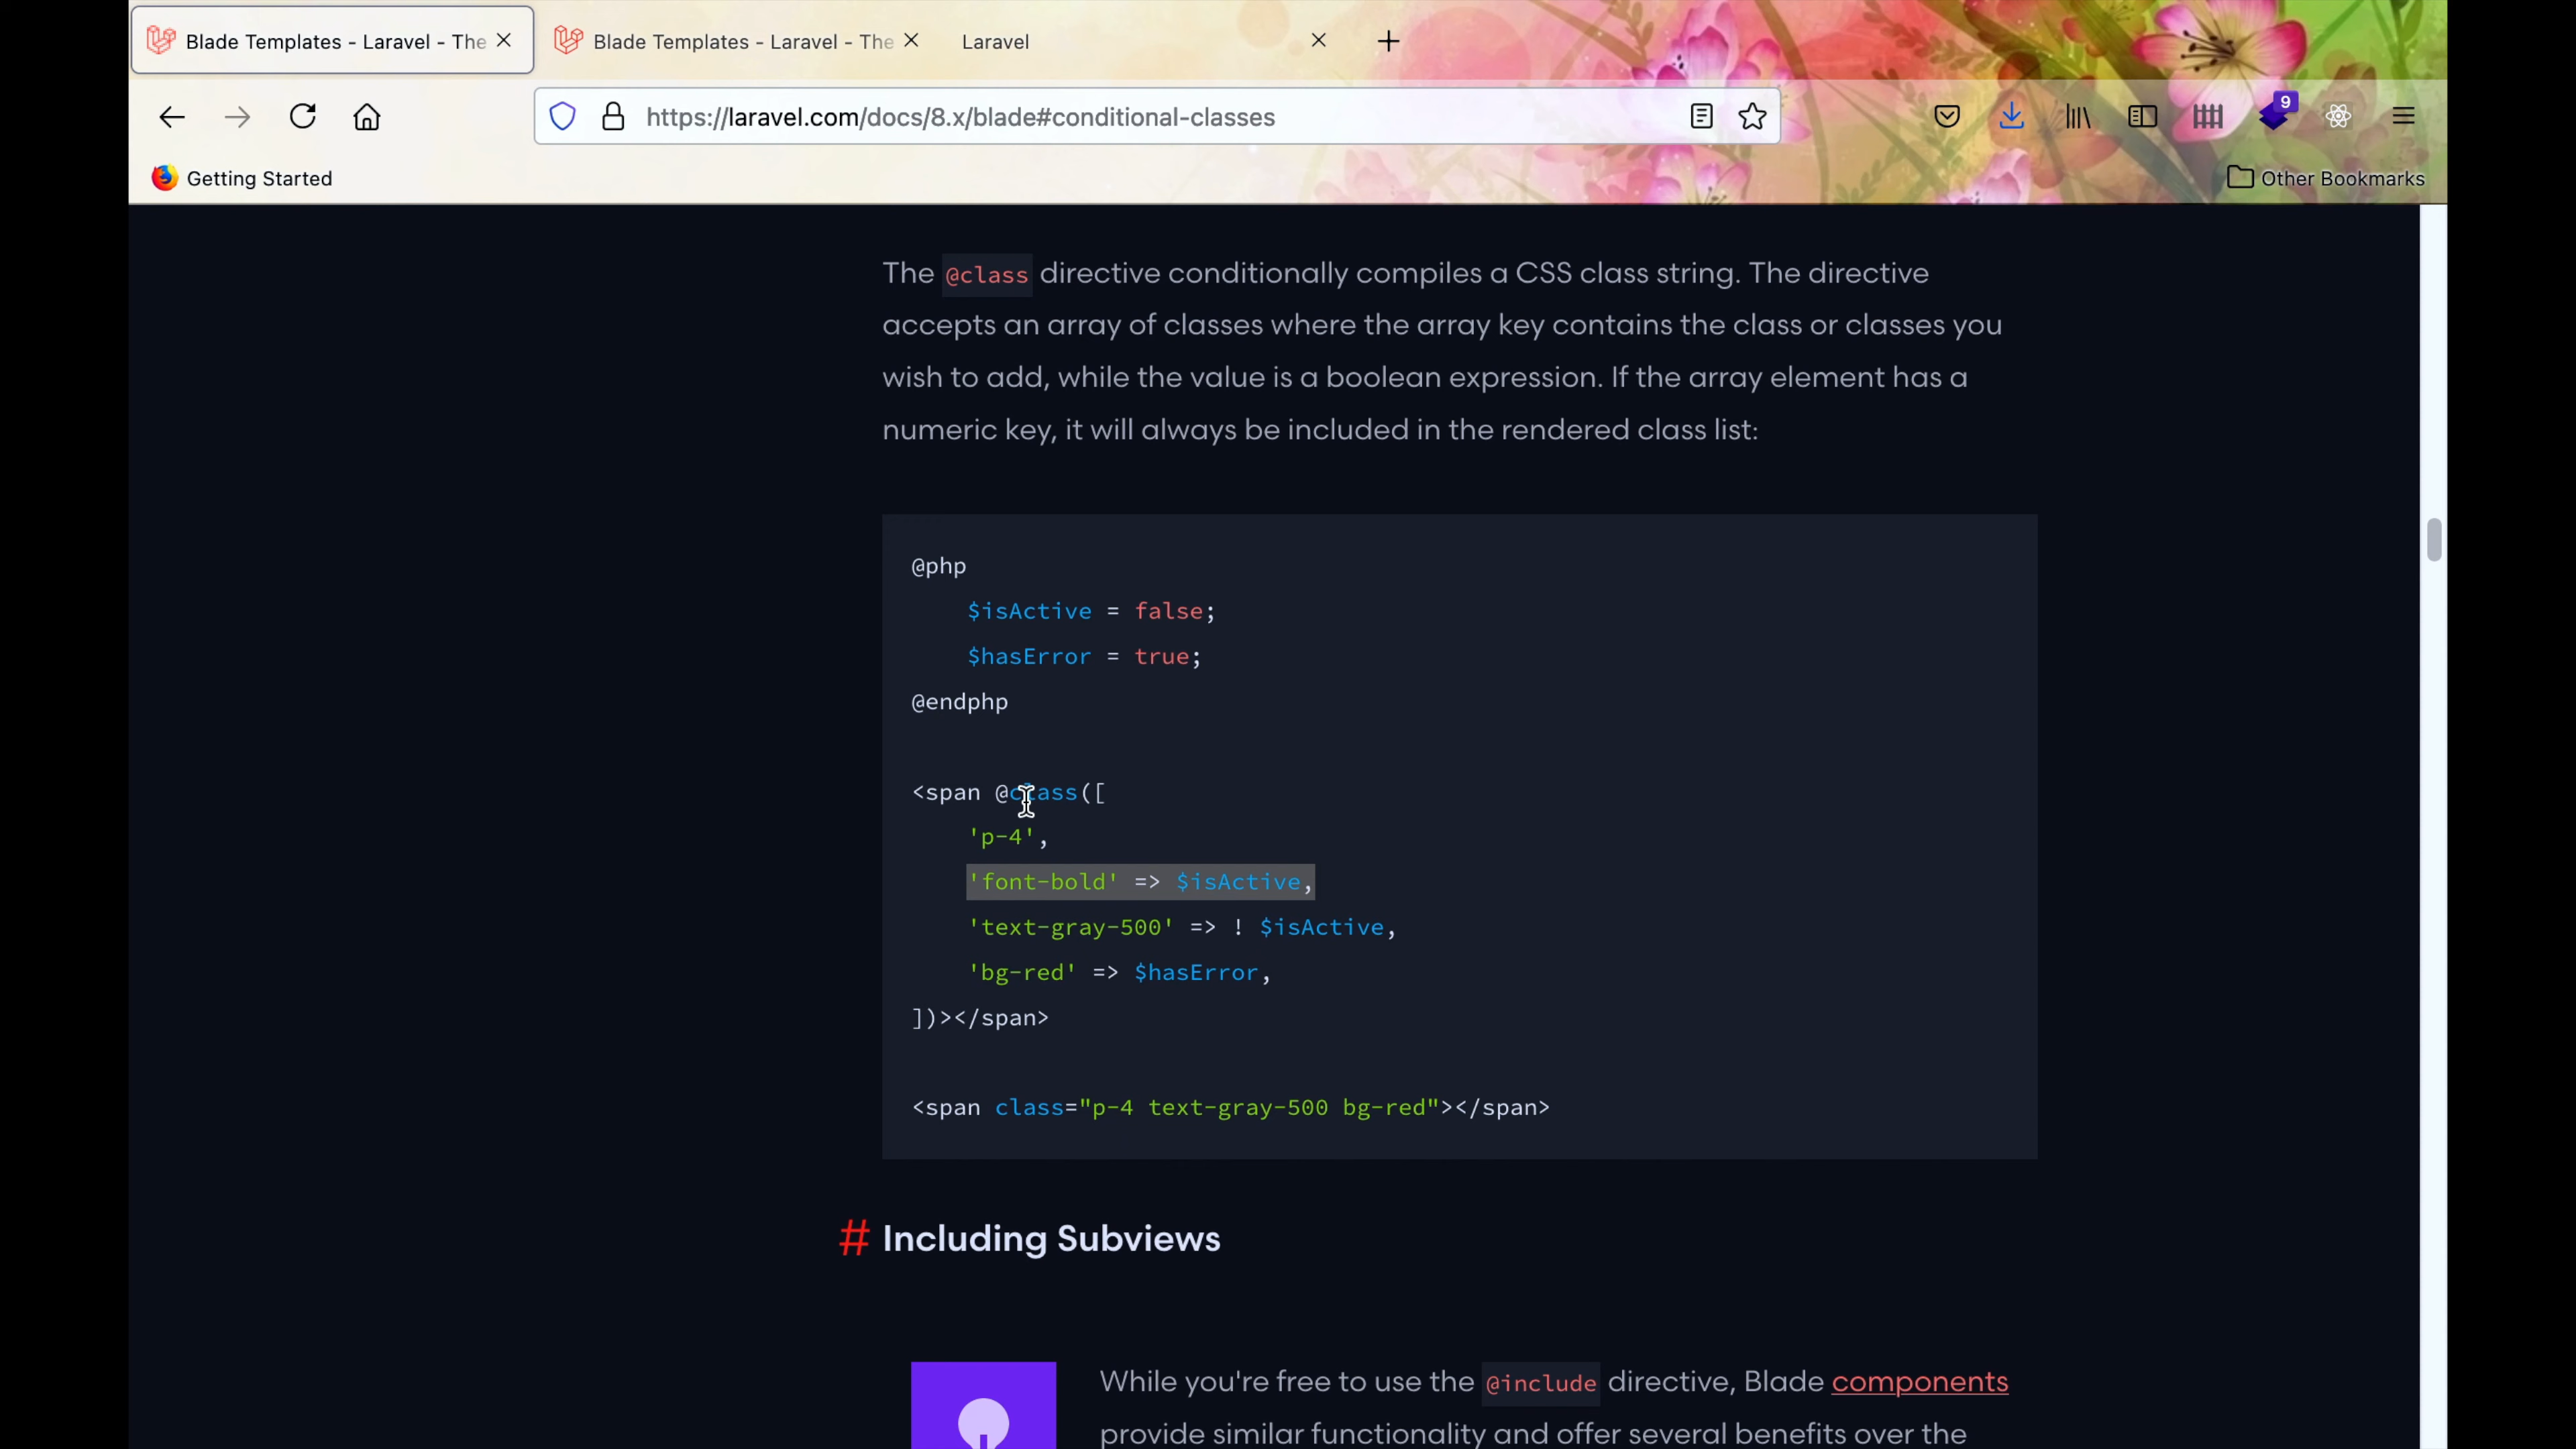 Blade Templates - Laravel - The
Blade Templates - Laravel - The
Laravel
https://laravel.com/docs/8.x/blade#conditional-classes
9
Getting Started
Other Bookmarks
The @class directive conditionally compiles a CSS class string. The directive
accepts an array of classes where the array key contains the class or classes you
wish to add, while the value is a boolean expression. If the array element has a
numeric key, it will always be included in the rendered class list:
@php
$isActive = false;
$hasError = true;
@endphp
<span @class([
'p-4',
'font-bold' => $isActive,
'text-gray-500' => ! $isActive,
'bg-red' => $hasError,
])></span>
<span class="p-4 text-gray-500 bg-red"></span>
# Including Subviews
While you're free to use the @include directive, Blade components
provide similar functionality and offer several benefits over the